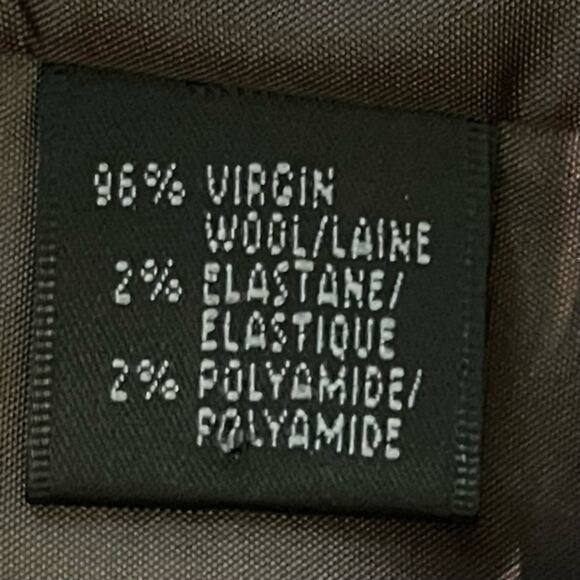 96% VIRGIN
WOOL/LAINE
2% ELASTANE/
ELASTIQUE
2% POLYAMIDE/
POLYAMIDE